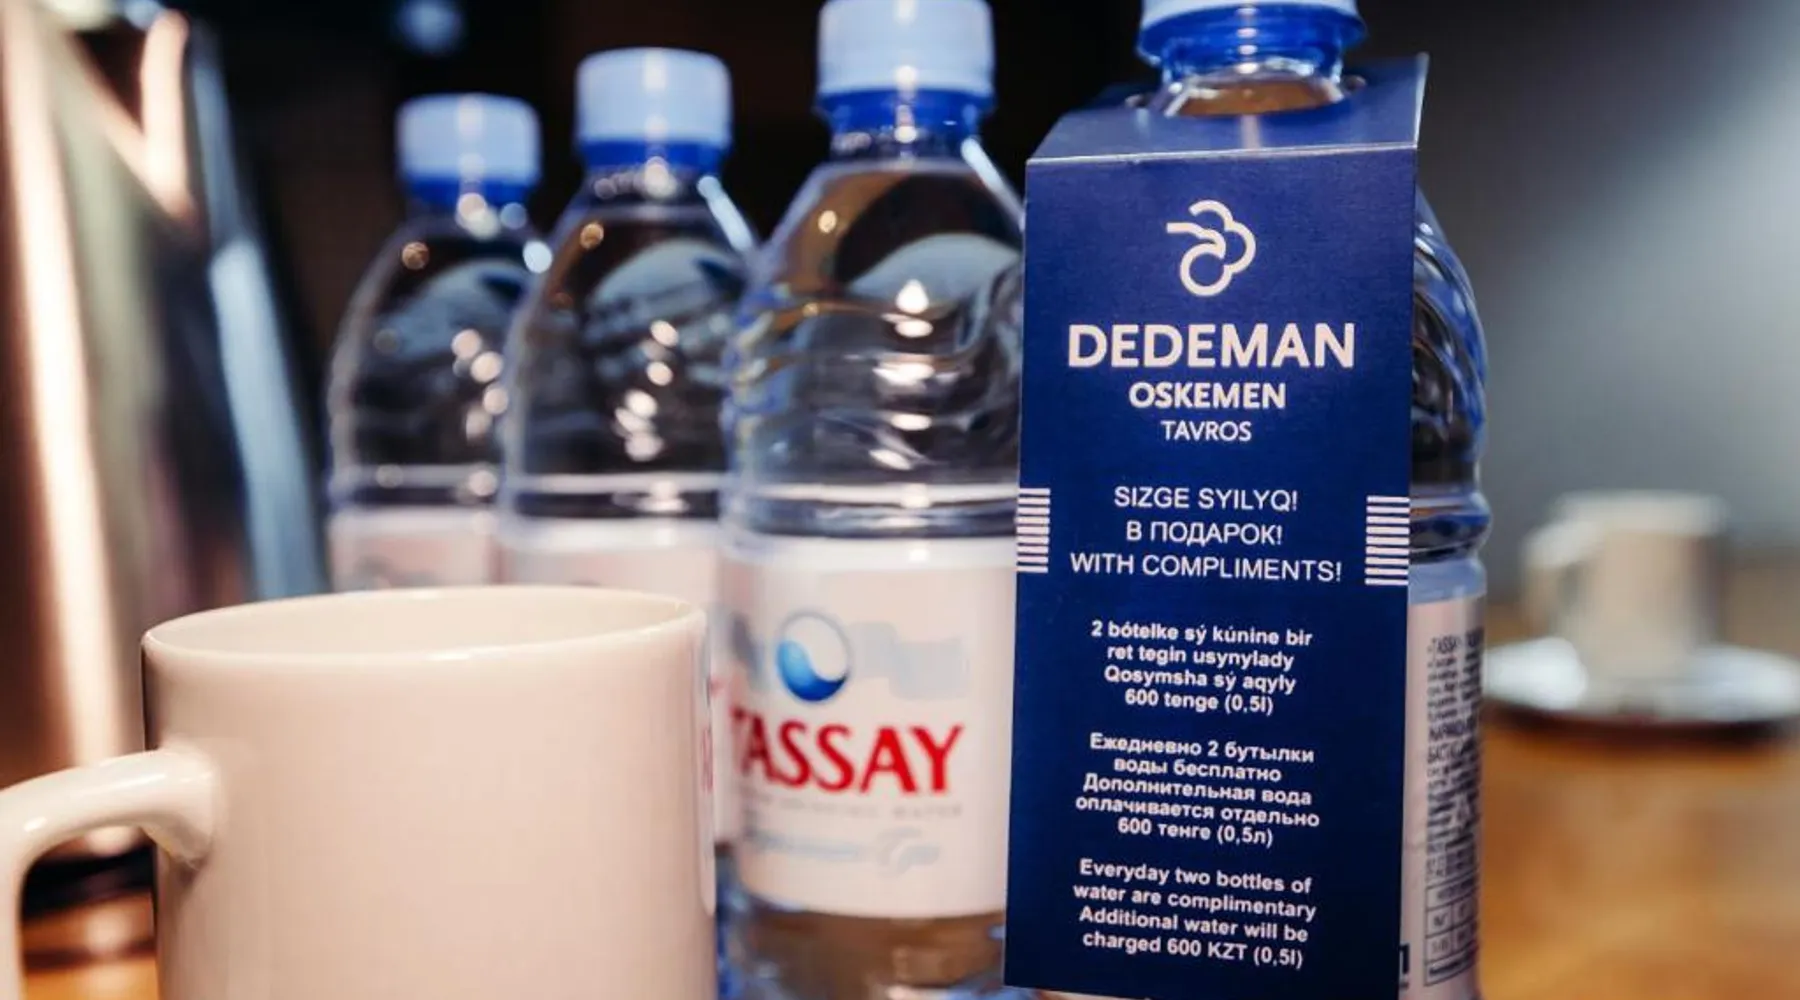 DEDEMAN
OSKEMEN
TAVROS
SIZGE SYILYQ!
В ПОДАРОК!
WITH COMPLIMENTS!
2 bótelke sý kúnine bir
ret tegin usynylady
Qosymsha sý aqyly
600 tenge (0,5l)
Ежедневно 2 бутылки
воды бесплатно
Дополнительная вода
оплачивается отдельно
600 тенге (0,5л)
Everyday two bottles of
water are complimentary
Additional water will be
charged 600 KZT (0,5l)
TASSAY